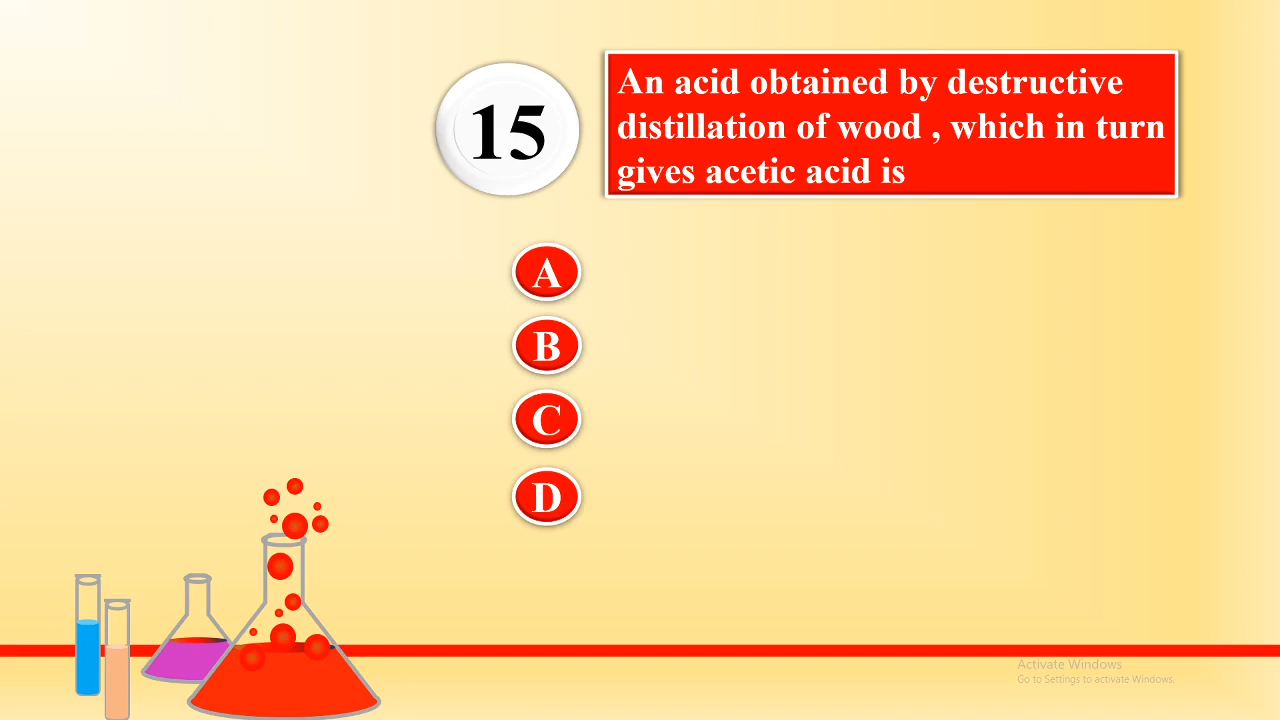 15
An acid obtained by destructive
distillation of wood , which in turn
gives acetic acid is
A
B
C
D
Activate Windows
Go to Settings to activate Windows.